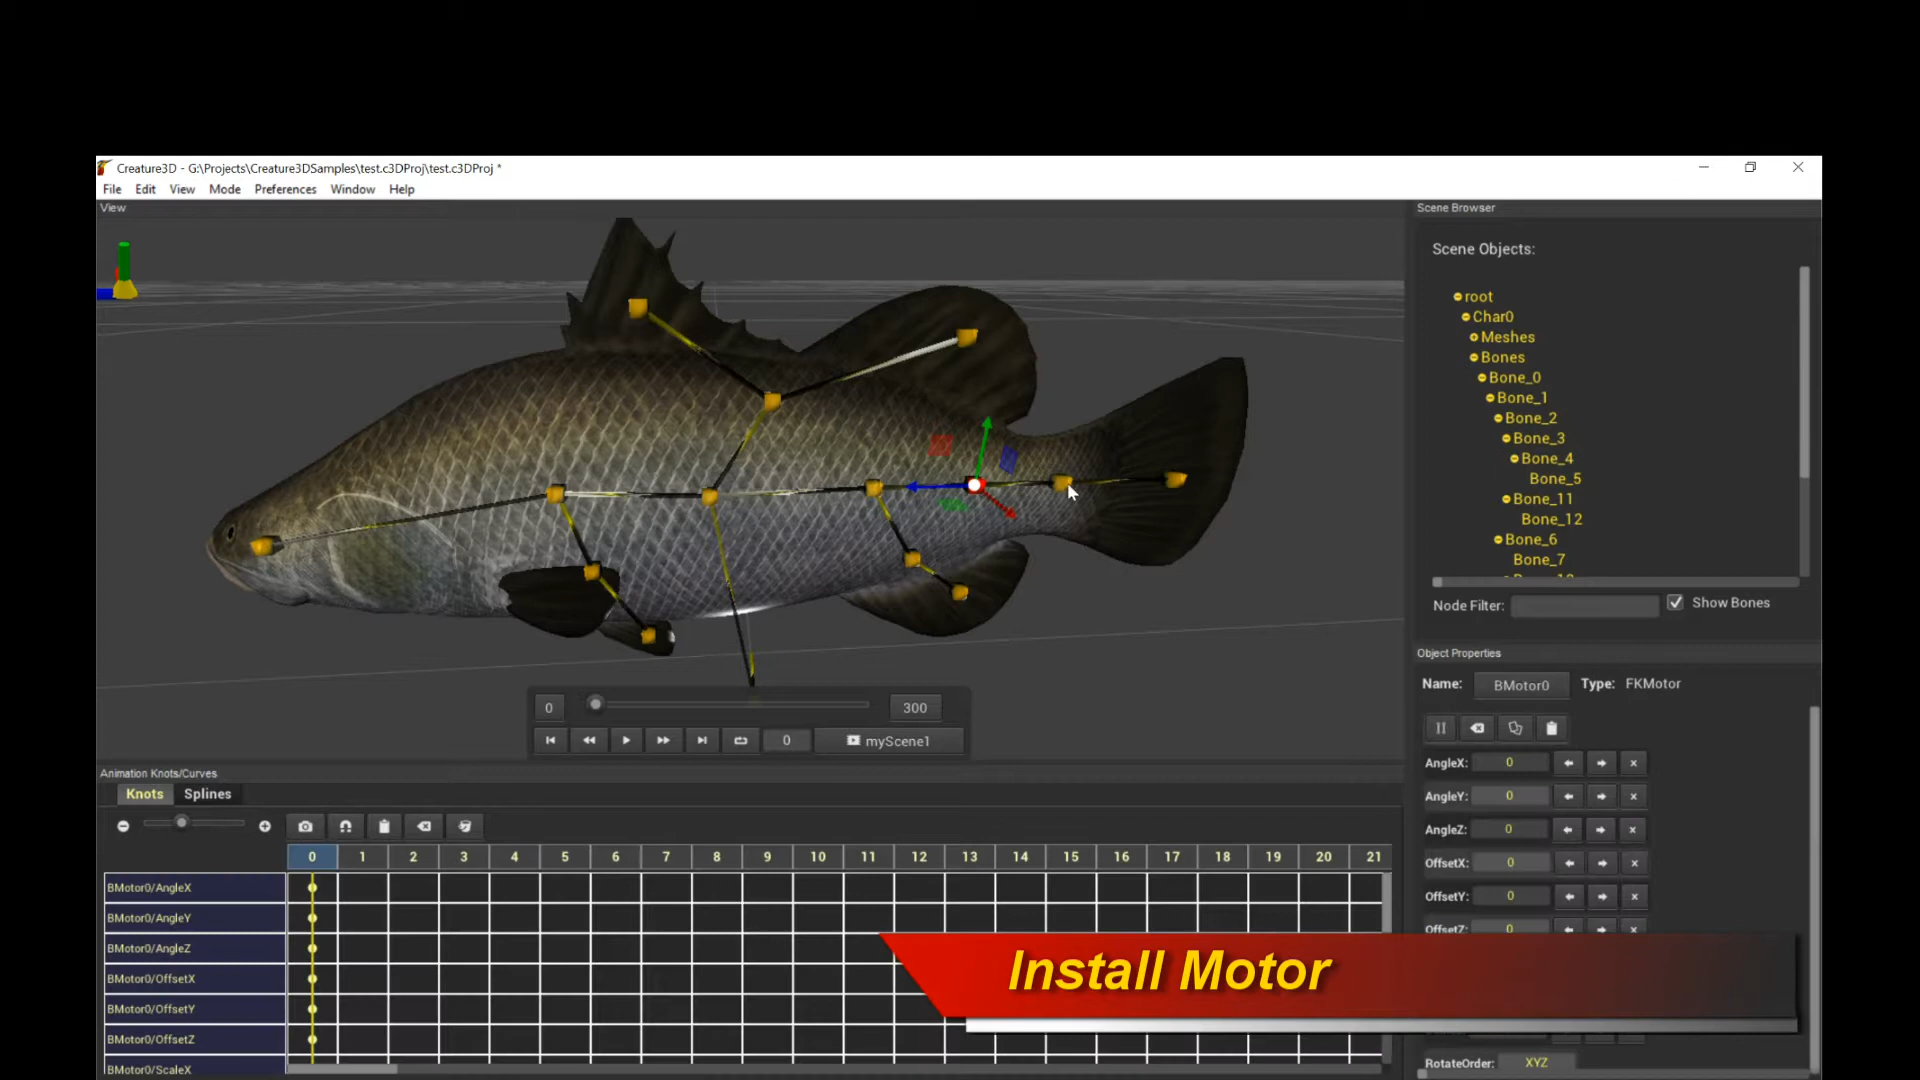 Creature3D - G:\Projects\Creature3DSamples\test.c3DProj\test.c3DProj *
File Edit View Mode Preferences Window Help
View
Scene Browser
Scene Objects:
root
Char0
Meshes
Bones
Bone_0
Bone_1
Bone_2
Bone_3
Bone_4
Bone_5
Bone_11
Bone_12
Bone_6
Bone_7
Node Filter: Show Bones
Object Properties
Name: BMotor0 Type: FKMotor
AngleX: 0
AngleY: 0
AngleZ: 0
OffsetX: 0
OffsetY: 0
OffsetZ: 0
RotateOrder: XYZ
0 300
0 myScene1
Animation Knots/Curves
Knots Splines
0 1 2 3 4 5 6 7 8 9 10 11 12 13 14 15 16 17 18 19 20 21
BMotor0/AngleX
BMotor0/AngleY
BMotor0/AngleZ
BMotor0/OffsetX
BMotor0/OffsetY
BMotor0/OffsetZ
BMotor0/ScaleX
Install Motor